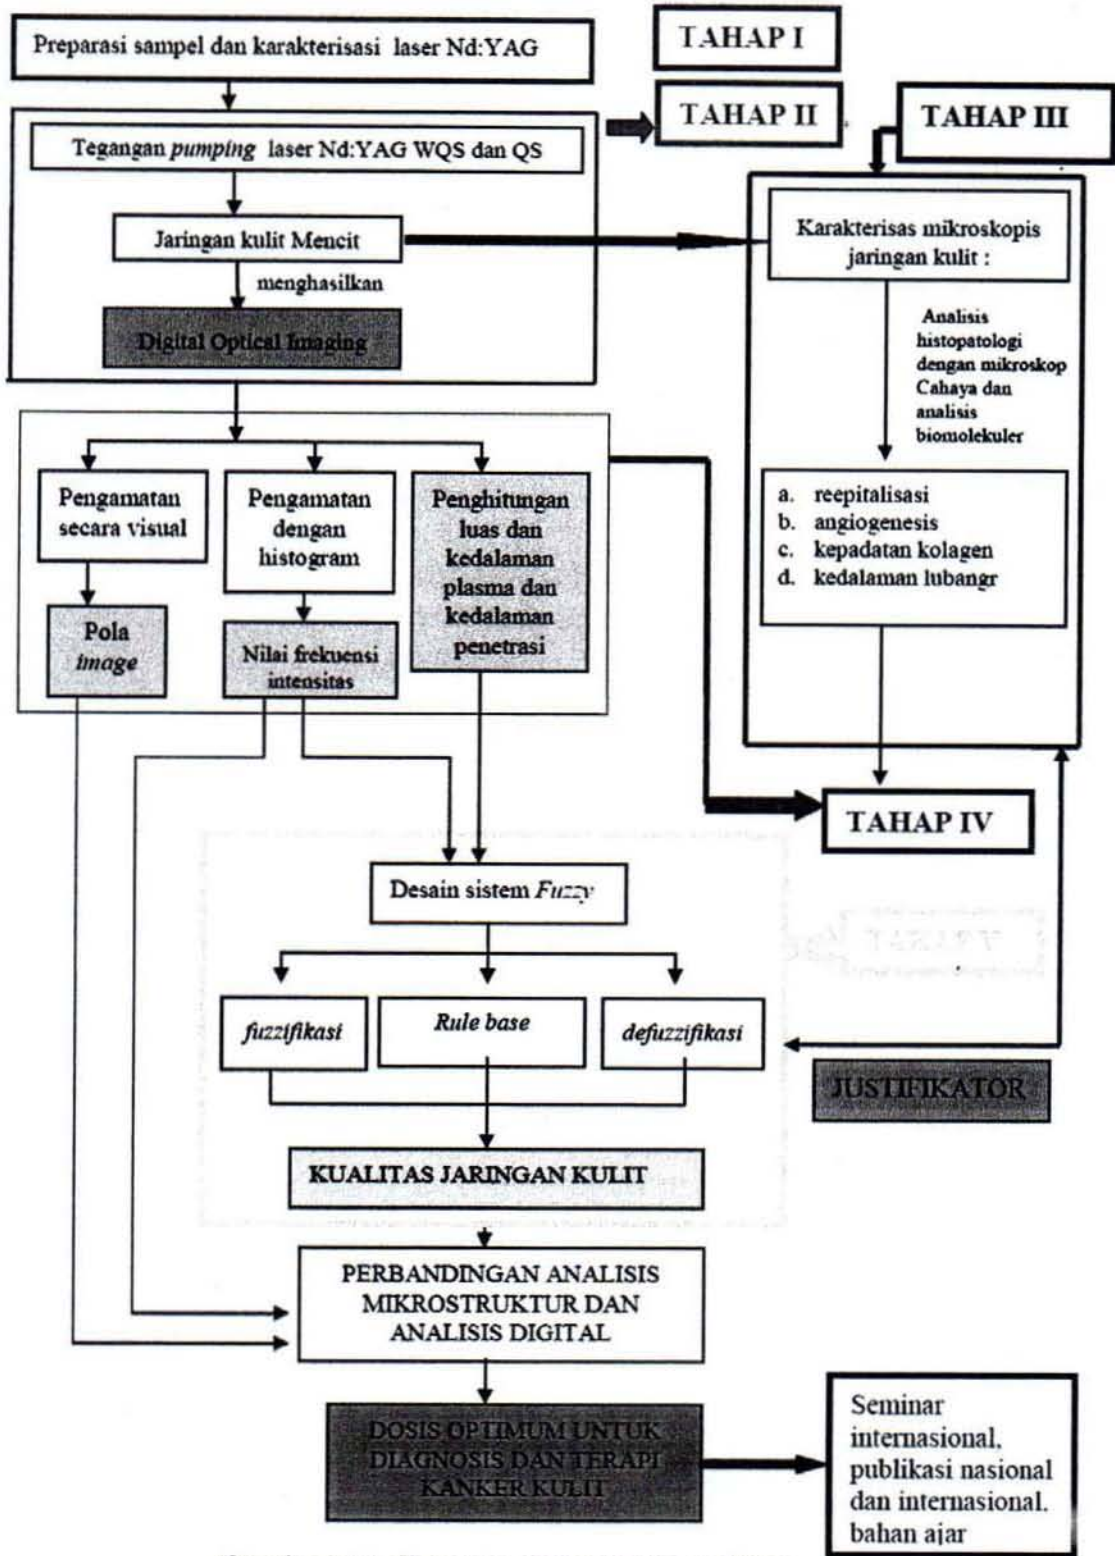 Preparasi sampel dan karakterisasi laser Nd:YAG
TAHAP I
TAHAP II
TAHAP III
Tegangan pumping laser Nd:YAG WQS dan QS
Jaringan kulit Mencit
menghasilkan
Digital Optical Imaging
Karakterisas mikroskopis
jaringan kulit :
Analisis
histopatologi
dengan mikroskop
Cahaya dan
analisis
biomolekuler
a. reepitalisasi
b. angiogenesis
c. kepadatan kolagen
d. kedalaman lubangr
Pengamatan
secara visual
Pengamatan
dengan
histogram
Penghitungan
luas dan
kedalaman
plasma dan
kedalaman
penetrasi
Pola
image
Nilai frekuensi
intensitas
TAHAP IV
Desain sistem Fuzzy
fuzzifikasi
Rule base
defuzzifikasi
JUSTIFIKATOR
KUALITAS JARINGAN KULIT
PERBANDINGAN ANALISIS
MIKROSTRUKTUR DAN
ANALISIS DIGITAL
DOSIS OPTIMUM UNTUK
DIAGNOSIS DAN TERAPI
KANKER KULIT
Seminar
internasional.
publikasi nasional
dan internasional.
bahan ajar